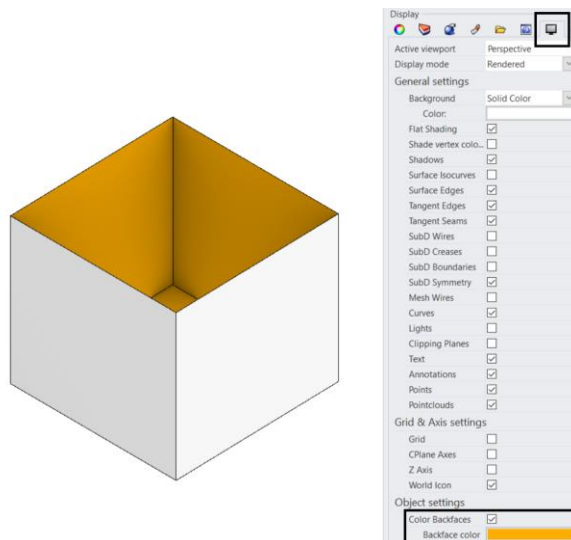 Display
Active viewport Perspective
Display mode Rendered
General settings
Background Solid Color
Color:
Flat Shading
Shade vertex colo...
Shadows
Surface Isocurves
Surface Edges
Tangent Edges
Tangent Seams
SubD Wires
SubD Creases
SubD Boundaries
SubD Symmetry
Mesh Wires
Curves
Lights
Clipping Planes
Text
Annotations
Points
Pointclouds
Grid & Axis settings
Grid
CPlane Axes
Z Axis
World Icon
Object settings
Color Backfaces
Backface color